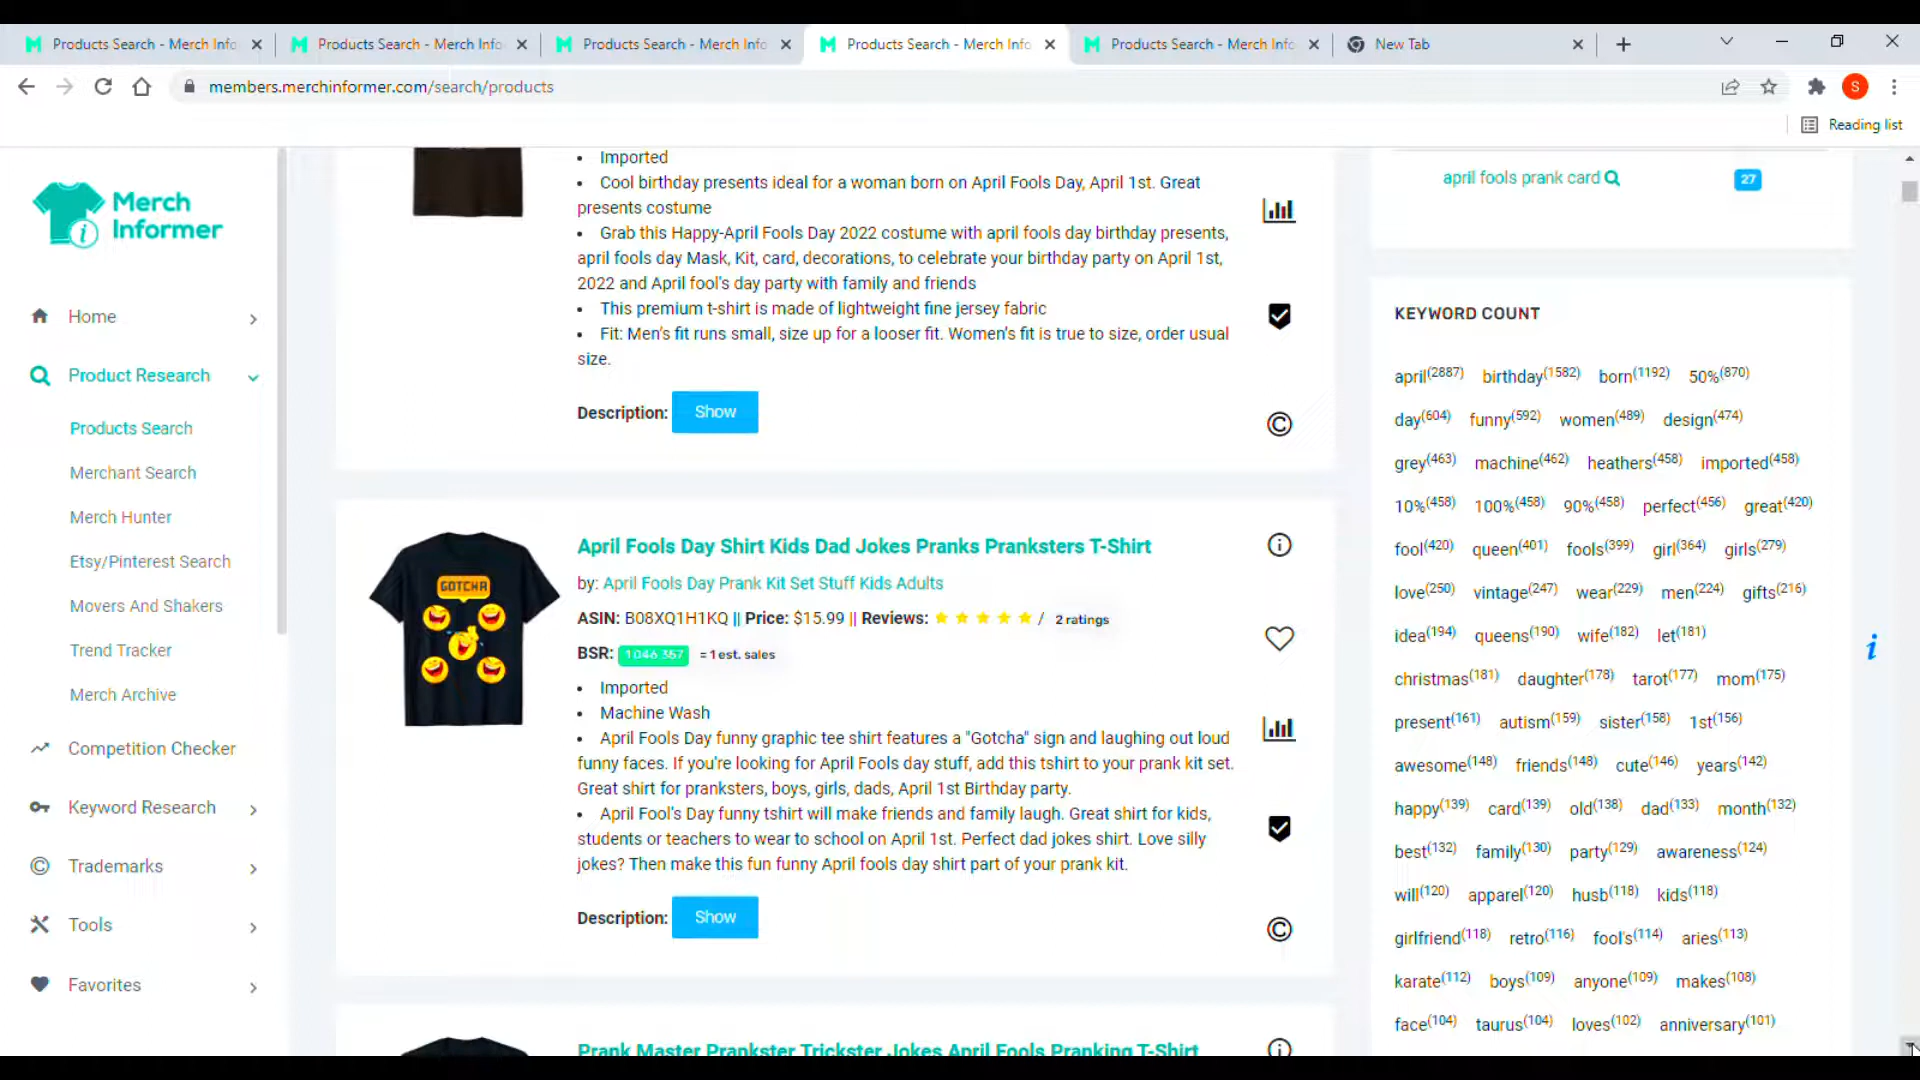 Products Search - Merch Info
Products Search - Merch Info
Products Search - Merch Info
Products Search - Merch Info
Products Search - Merch Info
New Tab
members.merchinformer.com/search/products
S
Reading list
Merch
Informer
Home
Product Research
Products Search
Merchant Search
Merch Hunter
Etsy/Pinterest Search
Movers And Shakers
Trend Tracker
Merch Archive
Competition Checker
Keyword Research
Trademarks
Tools
Favorites
• Imported
• Cool birthday presents ideal for a woman born on April Fools Day, April 1st. Great
presents costume
• Grab this Happy-April Fools Day 2022 costume with april fools day birthday presents,
april fools day Mask, Kit, card, decorations, to celebrate your birthday party on April 1st,
2022 and April fool's day party with family and friends
• This premium t-shirt is made of lightweight fine jersey fabric
• Fit: Men's fit runs small, size up for a looser fit. Women's fit is true to size, order usual
size.
Description: Show
GOTCHA
April Fools Day Shirt Kids Dad Jokes Pranks Pranksters T-Shirt
by: April Fools Day Prank Kit Set Stuff Kids Adults
ASIN: B08XQ1H1KQ || Price: $15.99 || Reviews: / 2 ratings
BSR: 1 046 357 = 1 est. sales
• Imported
• Machine Wash
• April Fools Day funny graphic tee shirt features a "Gotcha" sign and laughing out loud
funny faces. If you're looking for April Fools day stuff, add this tshirt to your prank kit set.
Great shirt for pranksters, boys, girls, dads, April 1st Birthday party.
• April Fool's Day funny tshirt will make friends and family laugh. Great shirt for kids,
students or teachers to wear to school on April 1st. Perfect dad jokes shirt. Love silly
jokes? Then make this fun funny April fools day shirt part of your prank kit.
Description: Show
Prank Master Prankster Trickster Jokes April Fools Pranking T-Shirt
april fools prank card 27
KEYWORD COUNT
april(2887) birthday(1582) born(1192) 50%(870)
day(604) funny(592) women(489) design(474)
grey(463) machine(462) heathers(458) imported(458)
10%(458) 100%(458) 90%(458) perfect(456) great(420)
fool(420) queen(401) fools(399) girl(364) girls(279)
love(250) vintage(247) wear(229) men(224) gifts(216)
idea(194) queens(190) wife(182) let(181)
christmas(181) daughter(178) tarot(177) mom(175)
present(161) autism(159) sister(158) 1st(156)
awesome(148) friends(148) cute(146) years(142)
happy(139) card(139) old(138) dad(133) month(132)
best(132) family(130) party(129) awareness(124)
will(120) apparel(120) husb(118) kids(118)
girlfriend(118) retro(116) fool's(114) aries(113)
karate(112) boys(109) anyone(109) makes(108)
face(104) taurus(104) loves(102) anniversary(101)